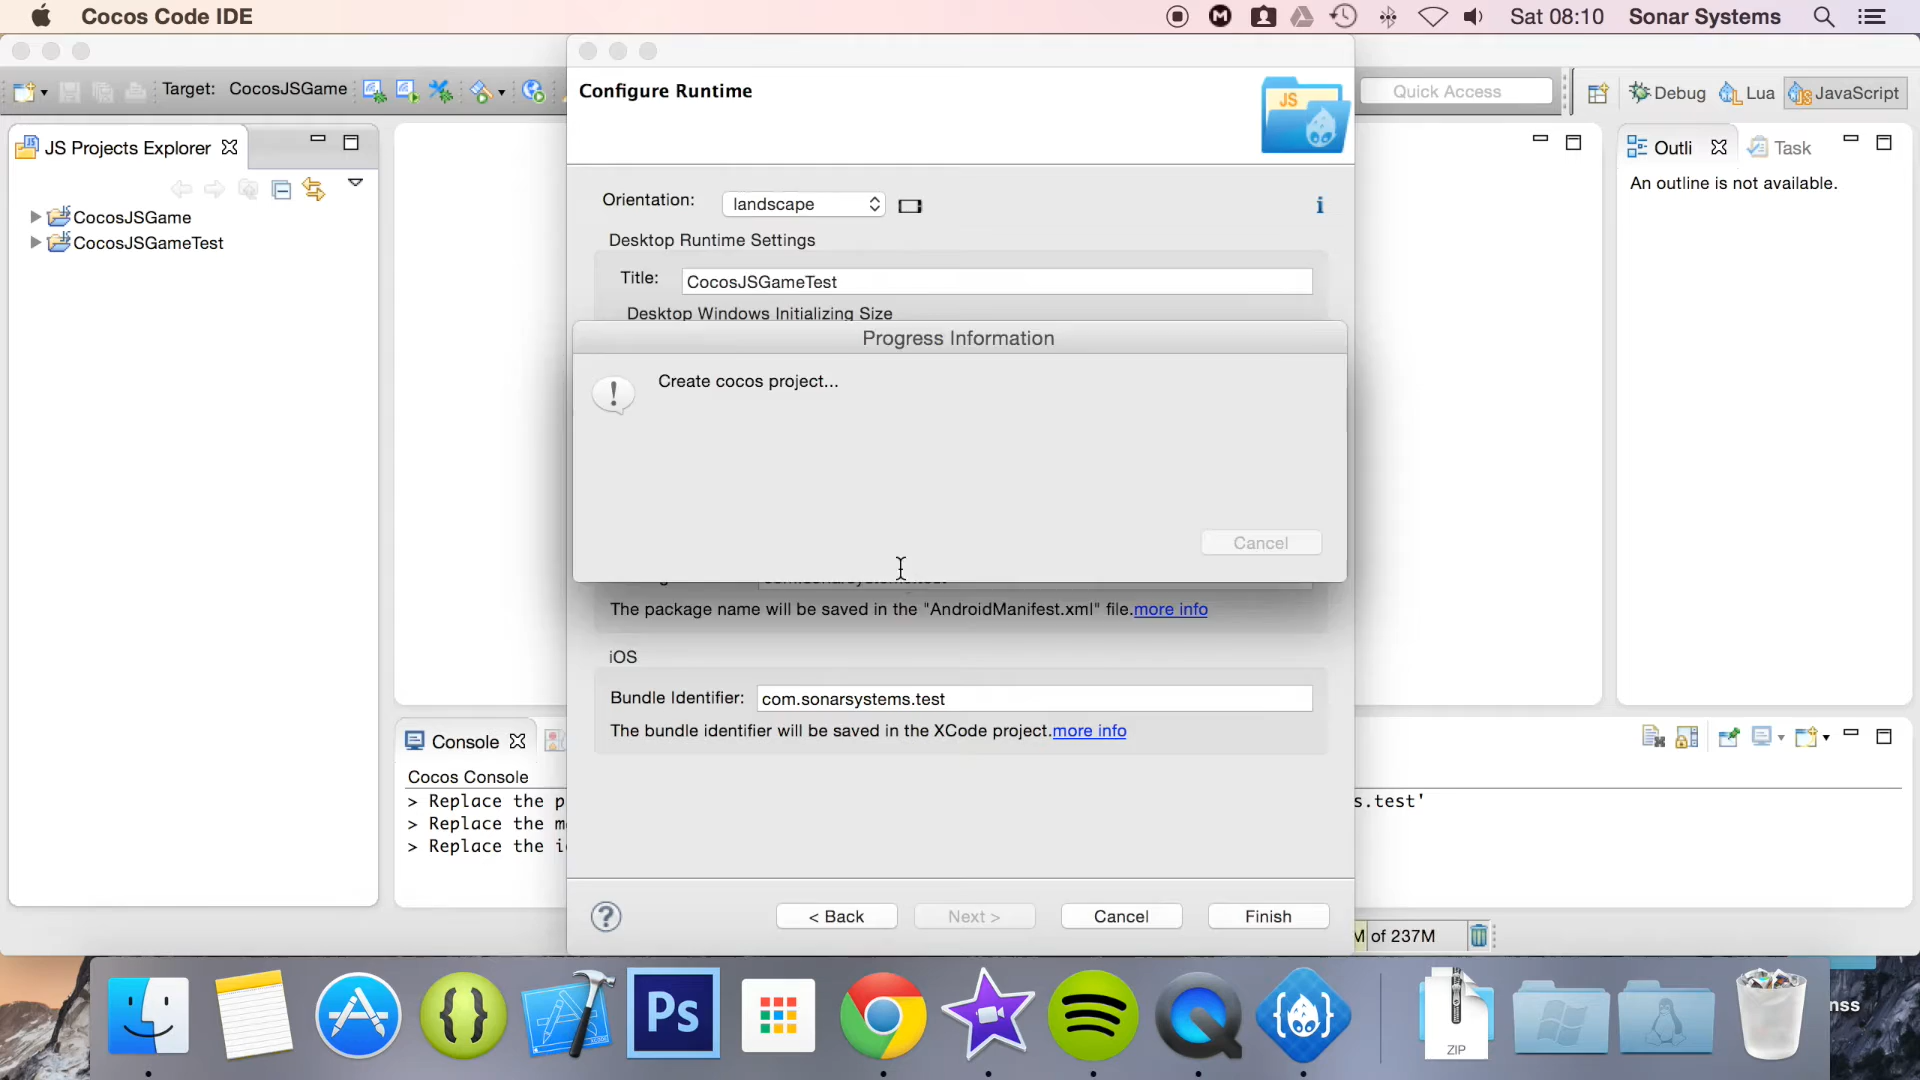 Cocos Code IDE
Sat 08:10 Sonar Systems
Configure Runtime
JS
Target: CocosJSGame
Quick Access
Debug Lua JavaScript
JS Projects Explorer
CocosJSGame
CocosJSGameTest
Outli Task
An outline is not available.
Orientation: landscape
Desktop Runtime Settings
Title: CocosJSGameTest
Desktop Windows Initializing Size
Progress Information
Create cocos project...
Cancel
The package name will be saved in the "AndroidManifest.xml" file.more info
iOS
Bundle Identifier: com.sonarsystems.test
The bundle identifier will be saved in the XCode project.more info
Console
Cocos Console
> Replace the p s.test'
> Replace the m
> Replace the i
< Back Next > Cancel Finish
M of 237M
Ps
ZIP
nss